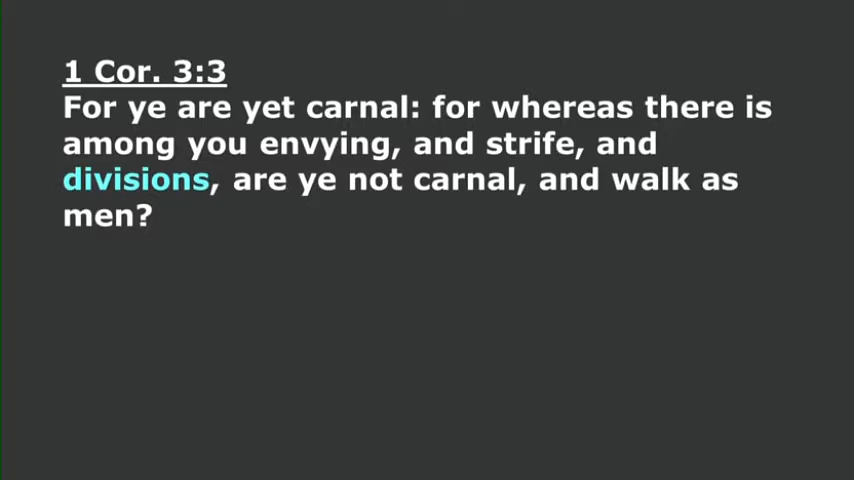 1 Cor. 3:3
For ye are yet carnal: for whereas there is
among you envying, and strife, and
divisions, are ye not carnal, and walk as
men?